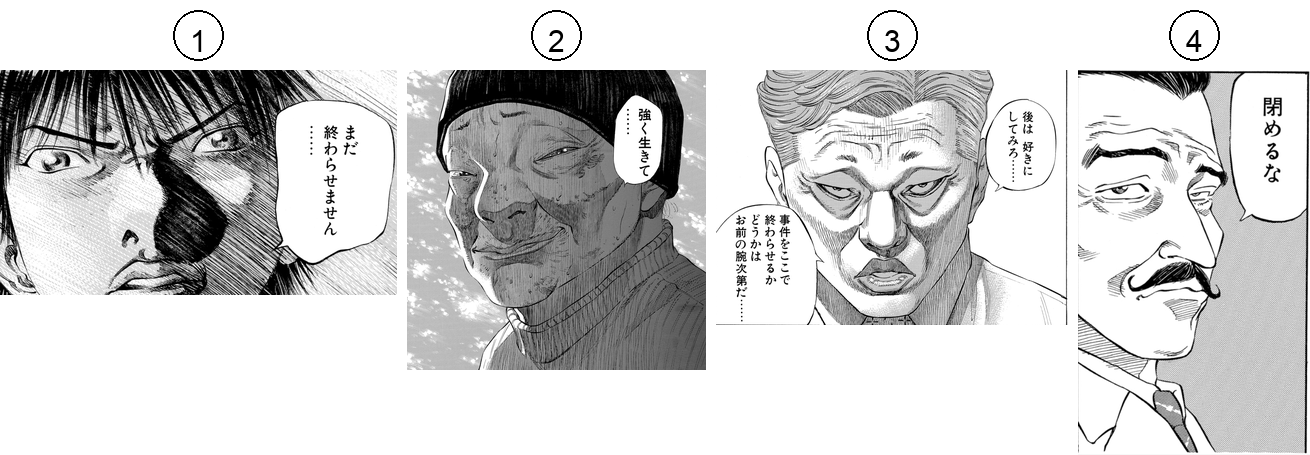 1
まだ
終わらせません
……
2
強く生きて
……
3
後は 好きに
してみろ……
事件をここで
終わらせるか
どうかは
お前の腕次第だ……
4
閉めるな